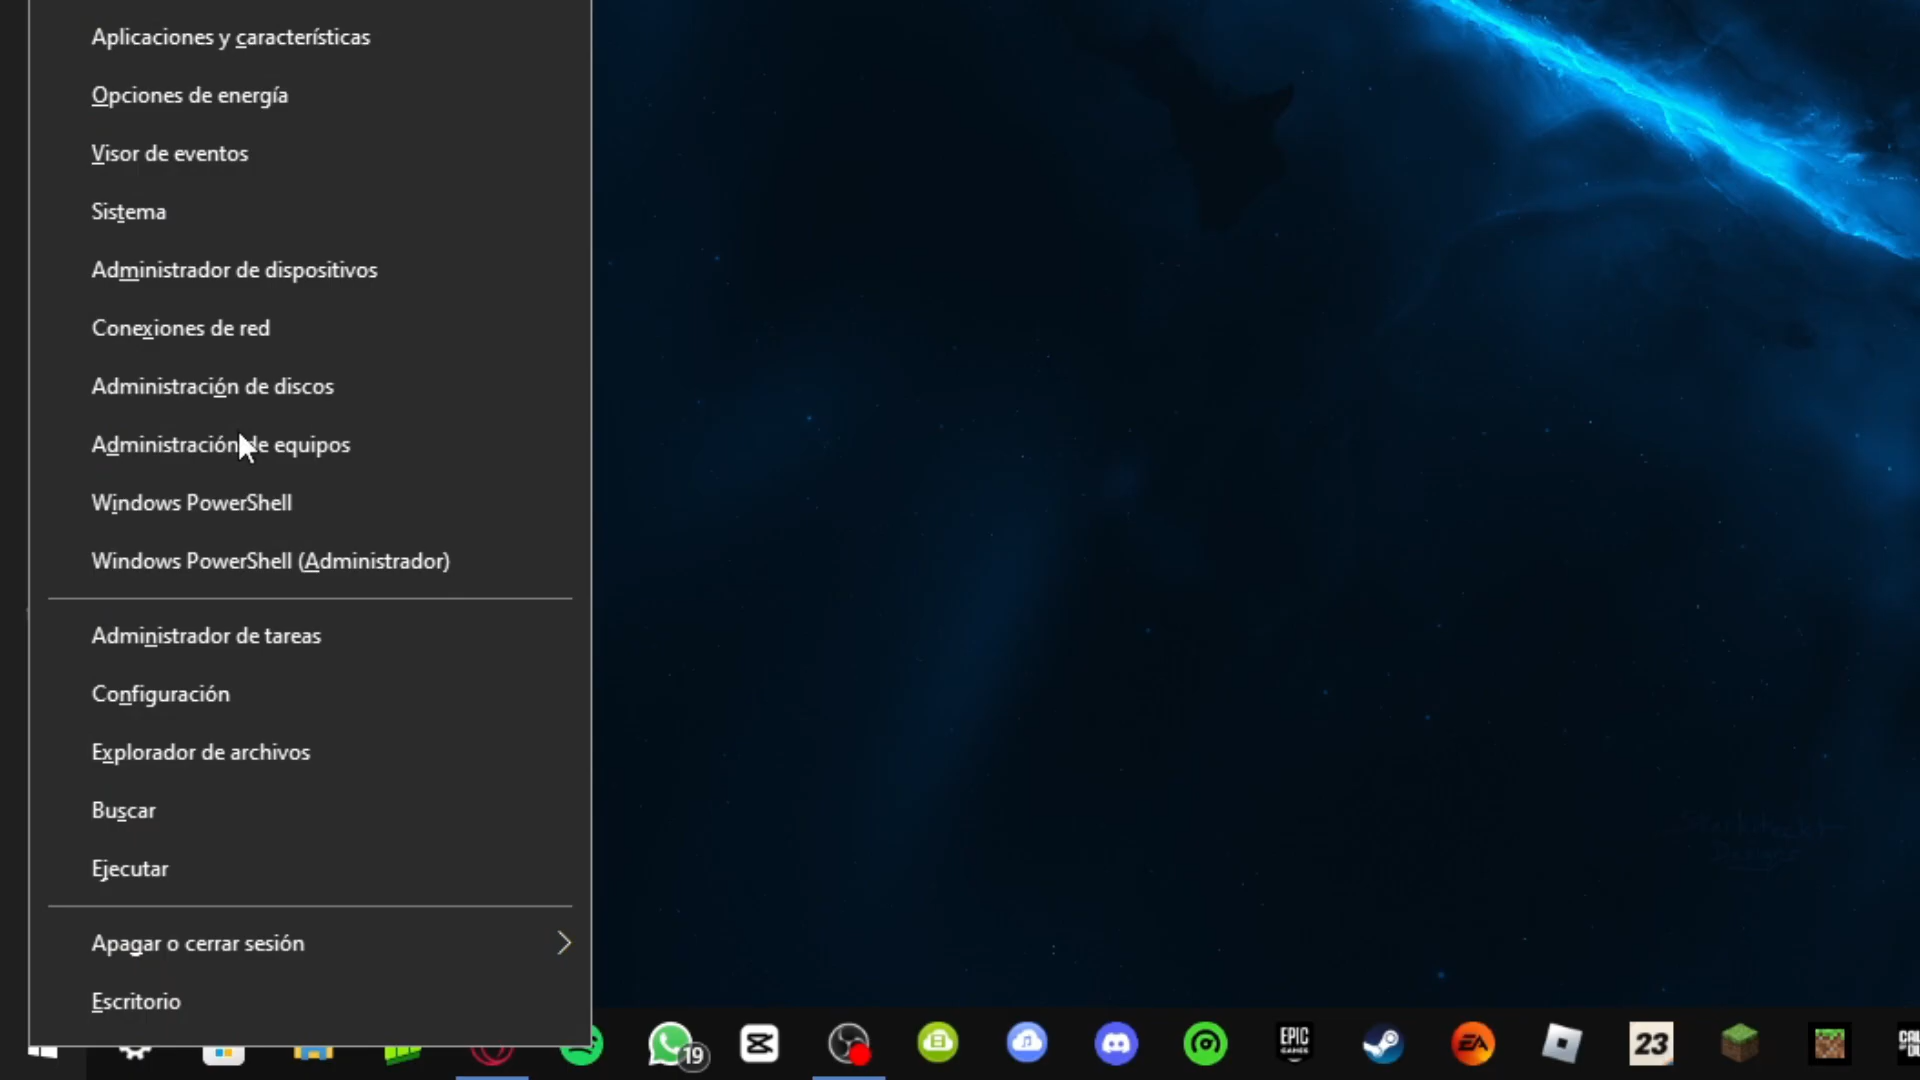 Aplicaciones y características
Opciones de energía
Visor de eventos
Sistema
Administrador de dispositivos
Conexiones de red
Administración de discos
Administración de equipos
Windows PowerShell
Windows PowerShell (Administrador)
Administrador de tareas
Configuración
Explorador de archivos
Buscar
Ejecutar
Apagar o cerrar sesión
Escritorio
19
EPIC
GAMES
EA
23